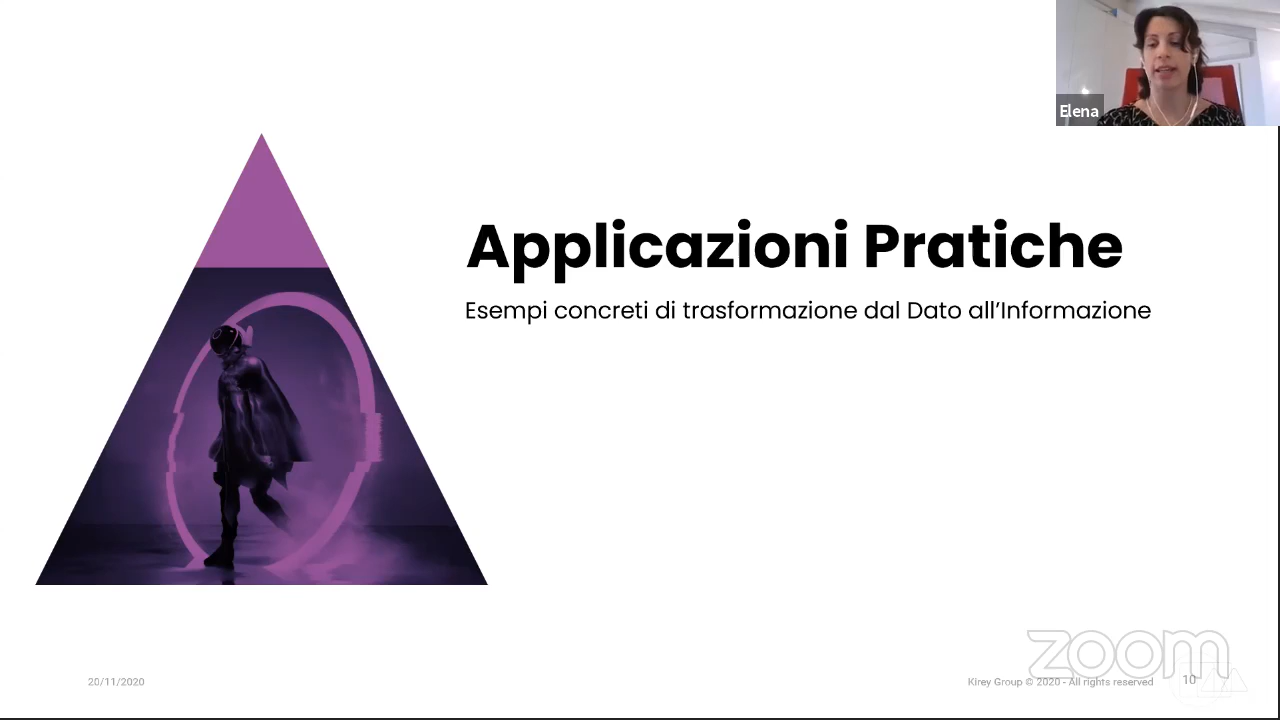 Elena
Applicazioni Pratiche
Esempi concreti di trasformazione dal Dato all’Informazione
zoom
20/11/2020
Kirey Group © 2020 - All rights reserved
10